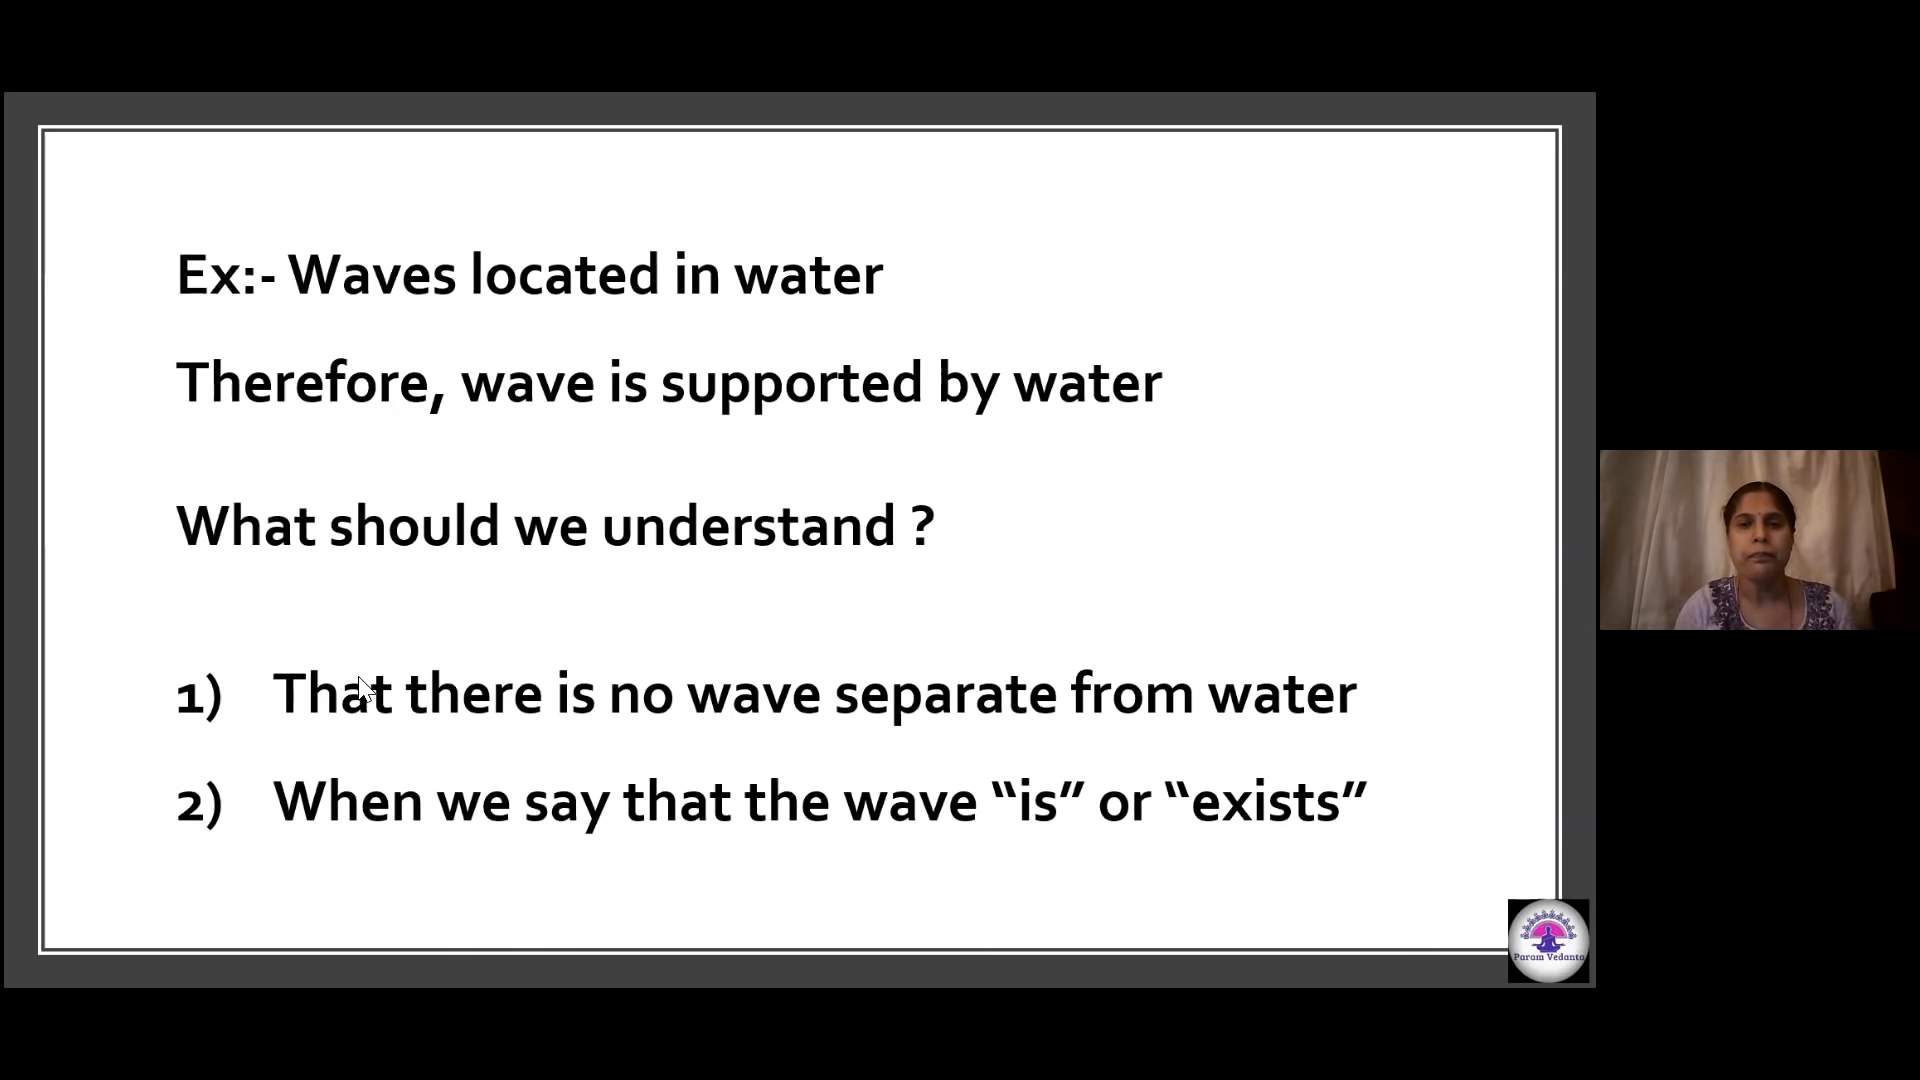 Ex:- Waves located in water
Therefore, wave is supported by water
What should we understand ?
1) That there is no wave separate from water
2) When we say that the wave “is” or “exists”
Param Vedanta